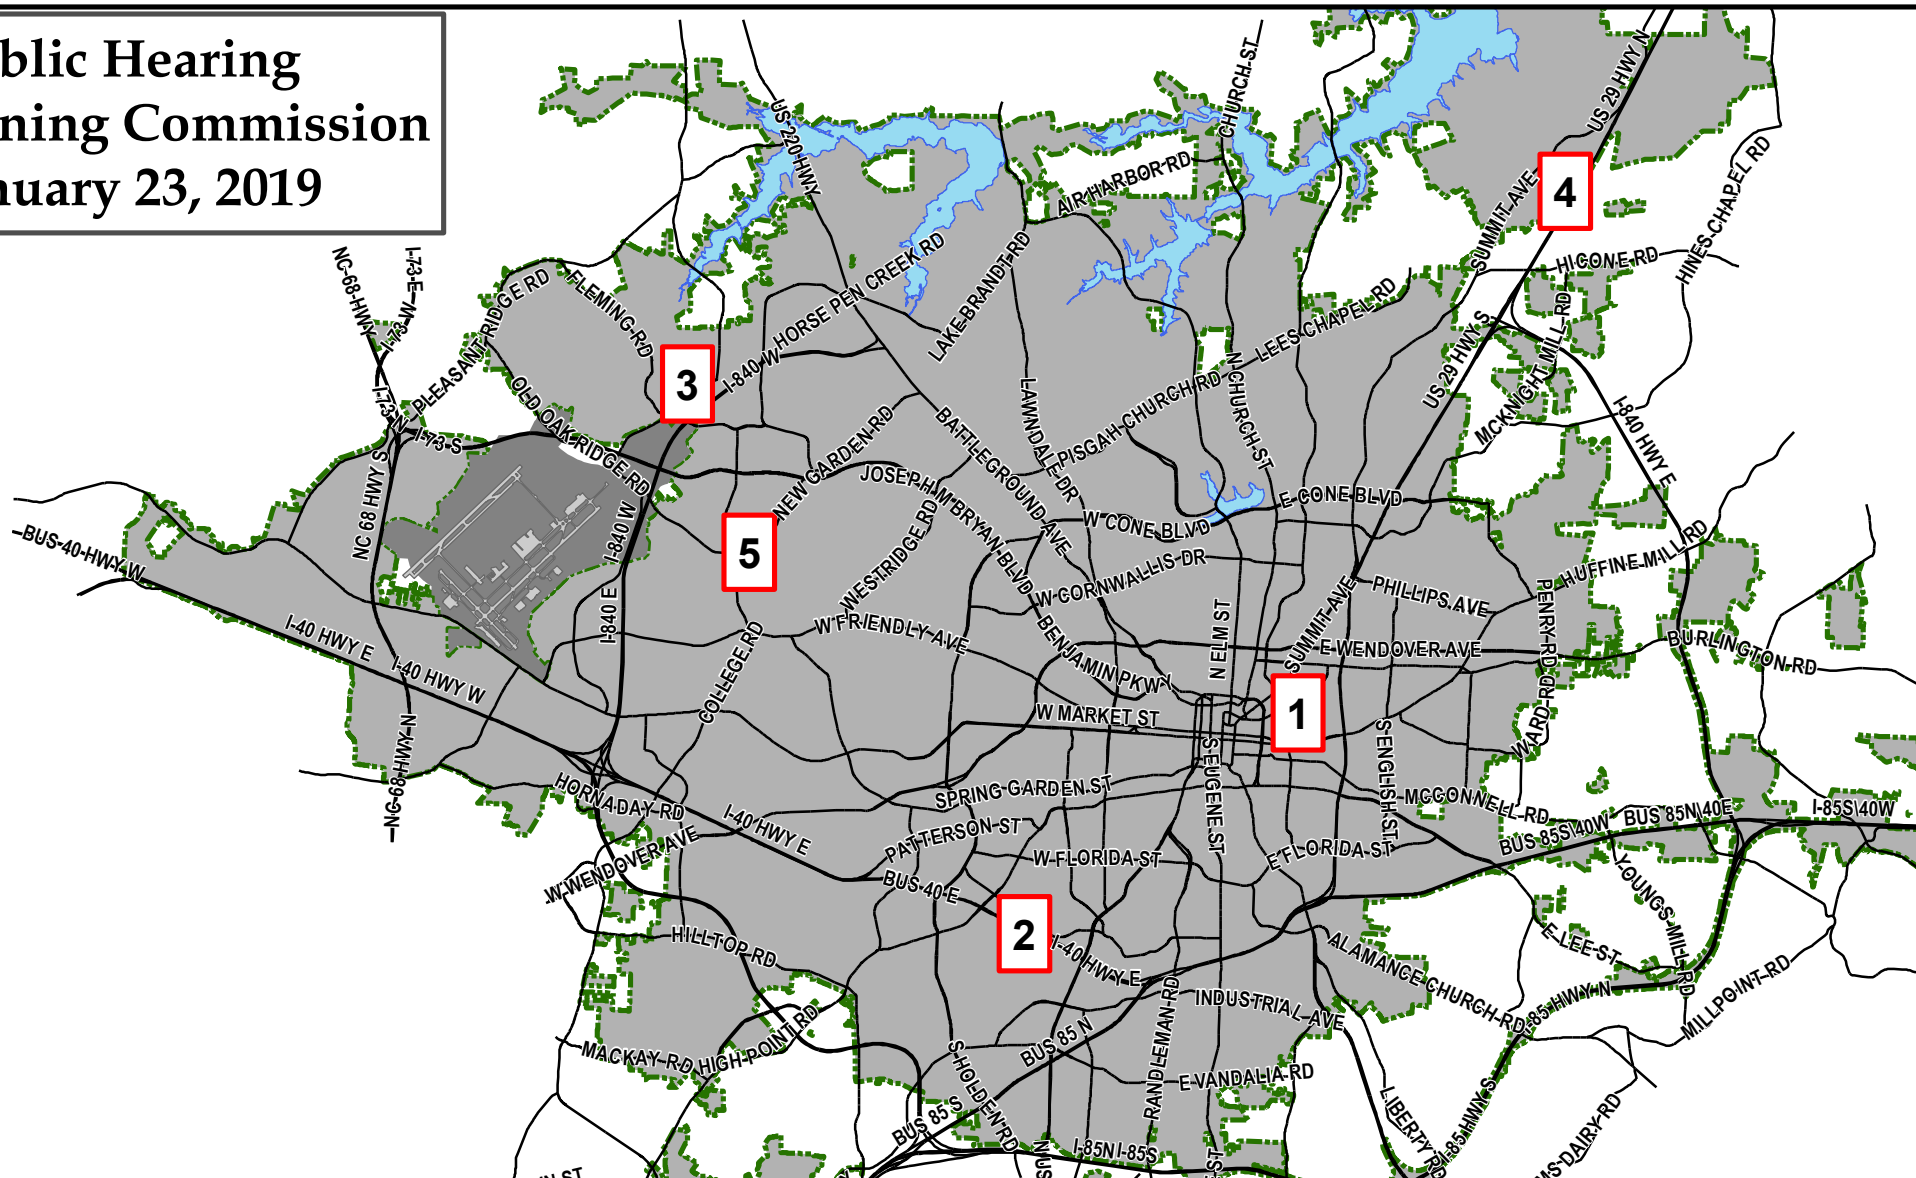 blic Hearing
ning Commission
nuary 23, 2019
US 220 HWY
CHURCH ST
US 29 HWY N
AIR HARBOR RD
HINES CHAPEL RD
SUMMIT AVE
4
HICONE RD
NC 68 HWY
I-73 E
I-73 W
PLEASANT RIDGE RD
FLEMING RD
HORSE PEN CREEK RD
LAKE BRANDT RD
LEES CHAPEL RD
US 29 HWY S
MCKNIGHT MILL RD
3
I-840 W
I-73 N
I-73 S
OLD OAK RIDGE RD
NEW GARDEN RD
BATTLEGROUND AVE
LAWNDALE DR
PISGAH CHURCH RD
N CHURCH ST
I-840 HWY E
NC 68 HWY S
JOSEPH M BRYAN BLVD
E CONE BLVD
W CONE BLVD
BUS 40 HWY W
I-840 W
5
WESTRIDGE RD
W CORNWALLIS DR
PHILLIPS AVE
HUFFINE MILL RD
PENRY RD
I-40 HWY E
I-840 E
W FRIENDLY AVE
BENJAMIN PKWY
N ELM ST
SUMMIT AVE
E WENDOVER AVE
BURLINGTON RD
I-40 HWY W
COLLEGE RD
W MARKET ST
1
WARD RD
NC 68 HWY N
S EUGENE ST
S ENGLISH ST
HORNADAY RD
I-40 HWY E
SPRING GARDEN ST
MCCONNELL RD
BUS 85N\40E
I-85S\40W
BUS 85S\40W
W WENDOVER AVE
PATTERSON ST
W FLORIDA ST
E FLORIDA ST
BUS 40 E
YOUNGS MILL RD
2
HILLTOP RD
I-40 HWY E
ALAMANCE CHURCH RD
E LEE ST
I-85 HWY N
MILLPOINT RD
INDUSTRIAL AVE
MACKAY RD
HIGH POINT RD
S HOLDEN RD
BUS 85 N
RANDLEMAN RD
E VANDALIA RD
LIBERTY RD
I-85 HWY S
BUS 85 S
I-85N
I-85S
N US
ST
MS DAIRY RD
N ST